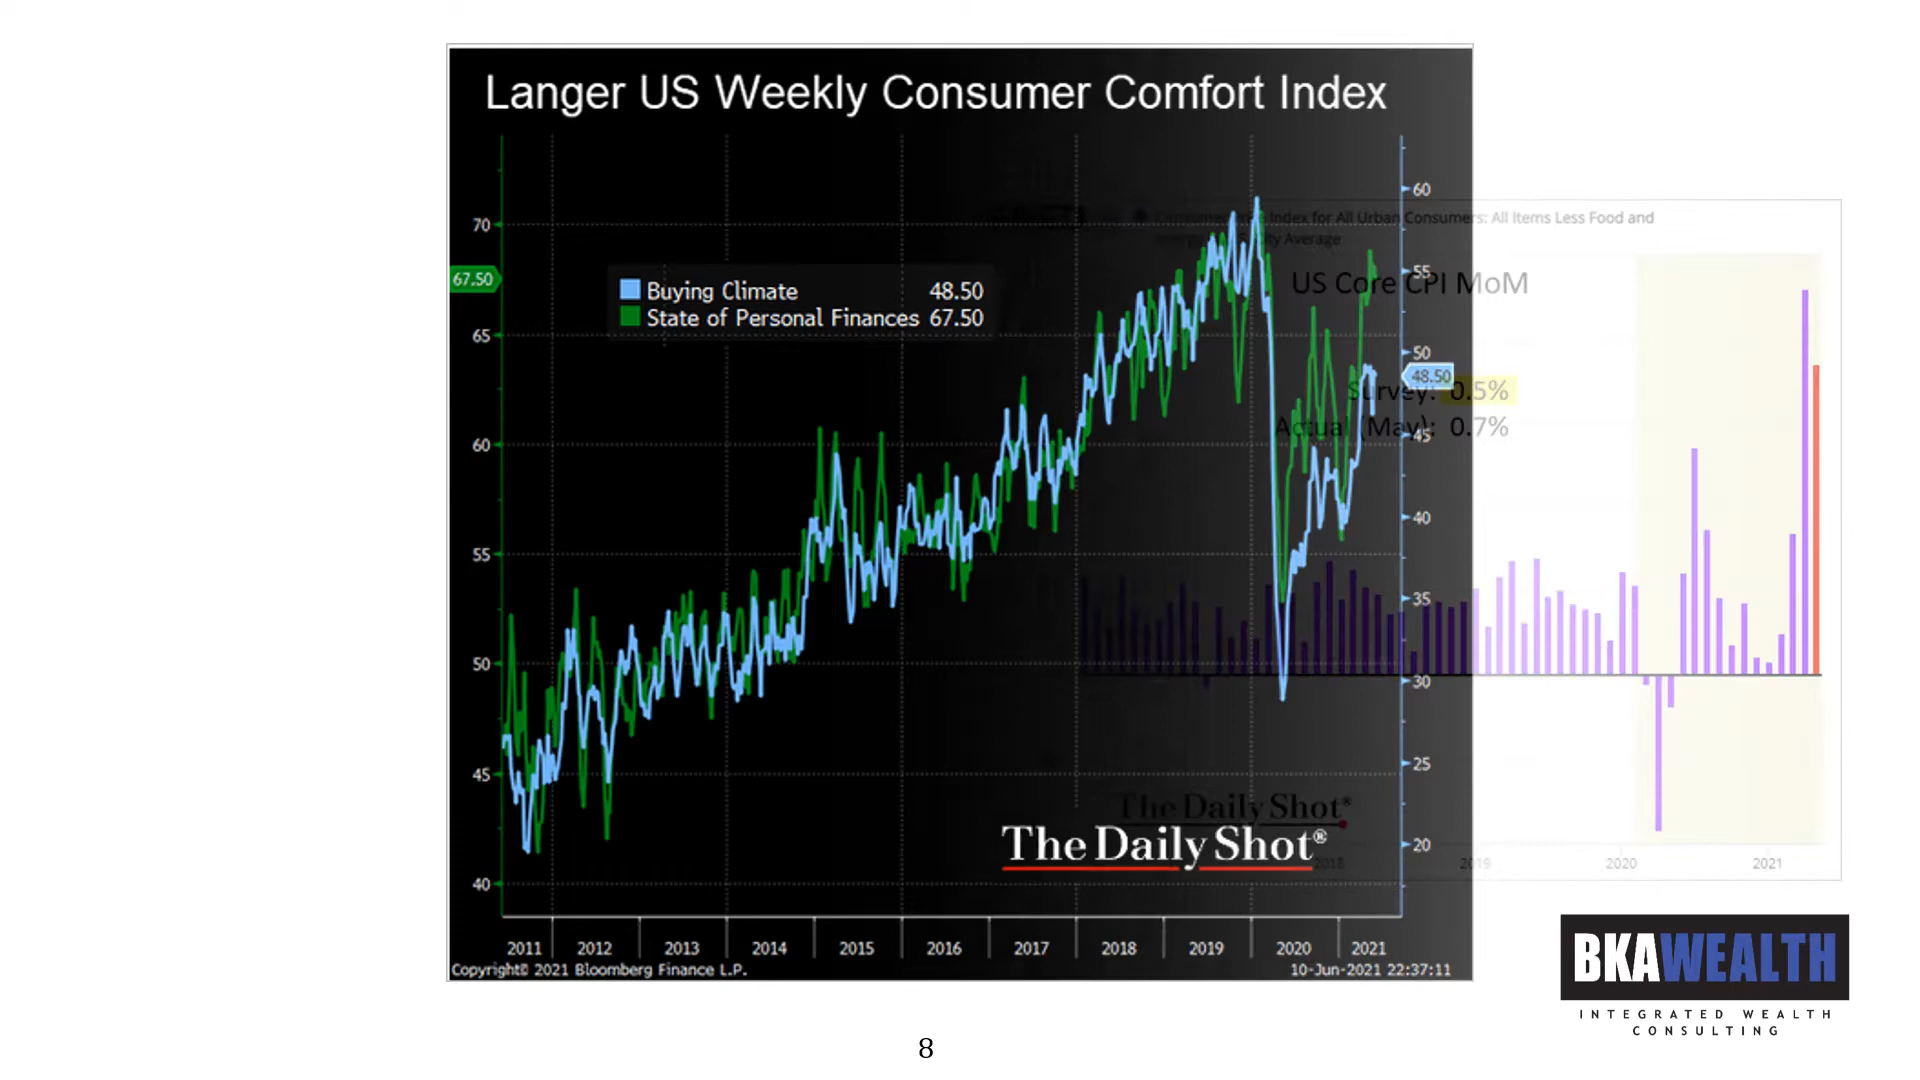 Langer US Weekly Consumer Comfort Index
Index for All Urban Consumers: All Items Less Food and
City Average
US Core CPI MoM
Buying Climate 48.50
State of Personal Finances 67.50
Survey: 0.5%
Actual (May): 0.7%
70
65
60
55
50
45
40
67.50
60
55
50
48.50
45
40
35
30
25
20
The Daily Shot®
The Daily Shot®
2018 2019 2020 2021
2011 2012 2013 2014 2015 2016 2017 2018 2019 2020 2021
Copyright© 2021 Bloomberg Finance L.P.
10-Jun-2021 22:37:11
BKAWEALTH
INTEGRATED WEALTH
CONSULTING
8